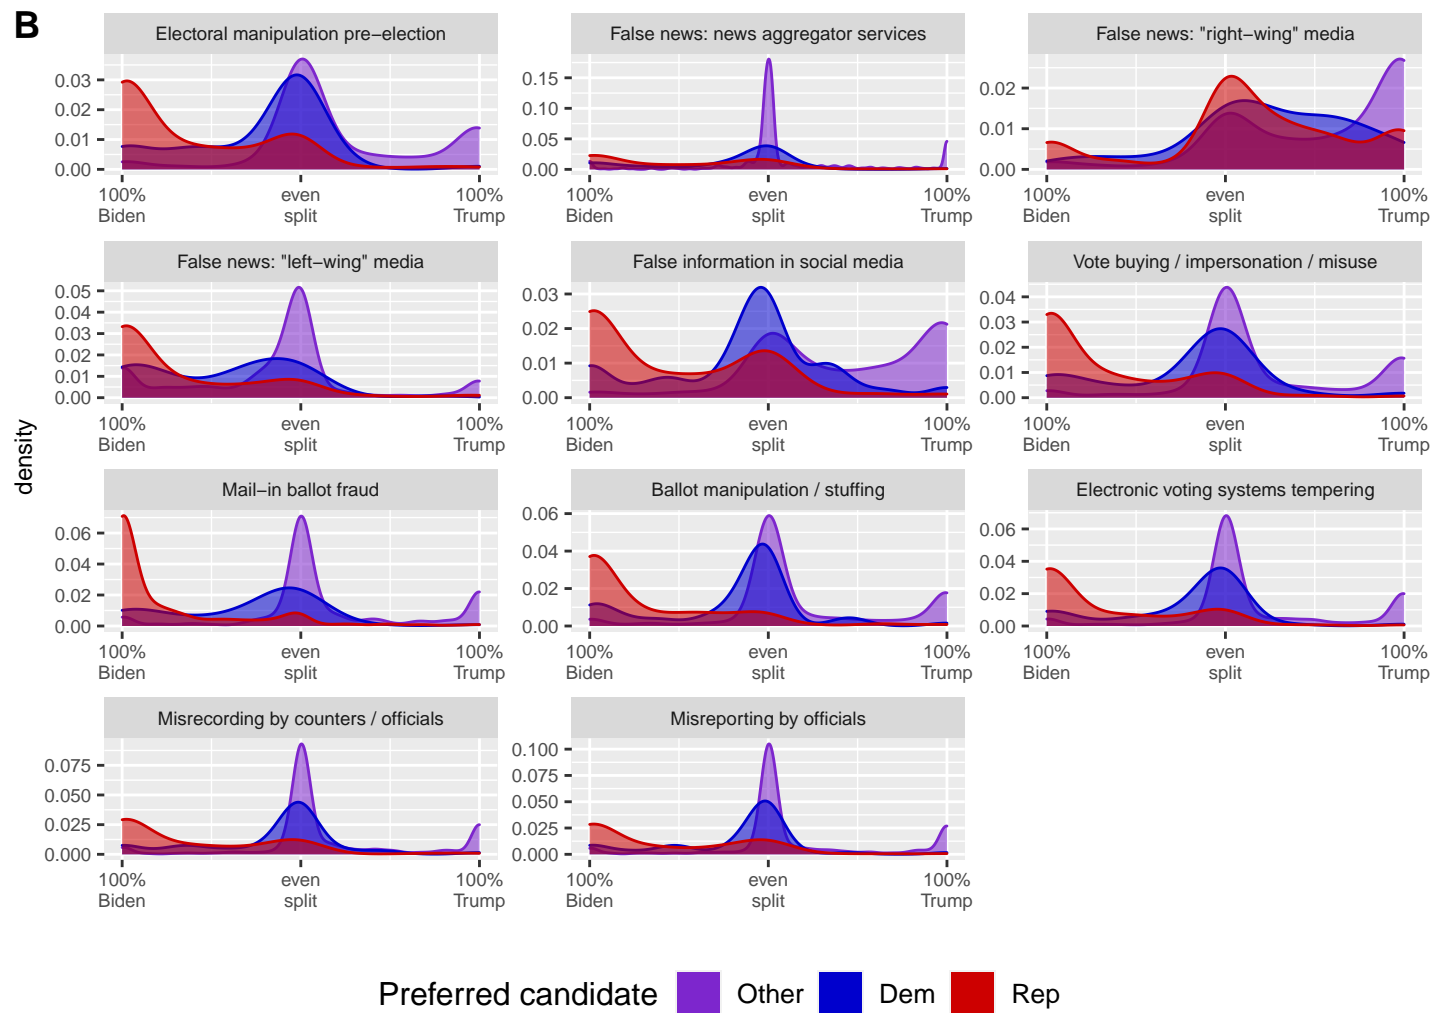 B
Electoral manipulation pre−election
False news: news aggregator services
False news: "right−wing" media
0.03
0.02
0.01
0.00
0.15
0.10
0.05
0.00
0.02
0.01
0.00
100% Biden
even split
100% Trump
100% Biden
even split
100% Trump
100% Biden
even split
100% Trump
False news: "left−wing" media
False information in social media
Vote buying / impersonation / misuse
0.05
0.04
0.03
0.02
0.01
0.00
0.03
0.02
0.01
0.00
0.04
0.03
0.02
0.01
0.00
100% Biden
even split
100% Trump
100% Biden
even split
100% Trump
100% Biden
even split
100% Trump
density
Mail−in ballot fraud
Ballot manipulation / stuffing
Electronic voting systems tempering
0.06
0.04
0.02
0.00
0.06
0.04
0.02
0.00
0.06
0.04
0.02
0.00
100% Biden
even split
100% Trump
100% Biden
even split
100% Trump
100% Biden
even split
100% Trump
Misrecording by counters / officials
Misreporting by officials
0.075
0.050
0.025
0.000
0.100
0.075
0.050
0.025
0.000
100% Biden
even split
100% Trump
100% Biden
even split
100% Trump
Preferred candidate Other Dem Rep